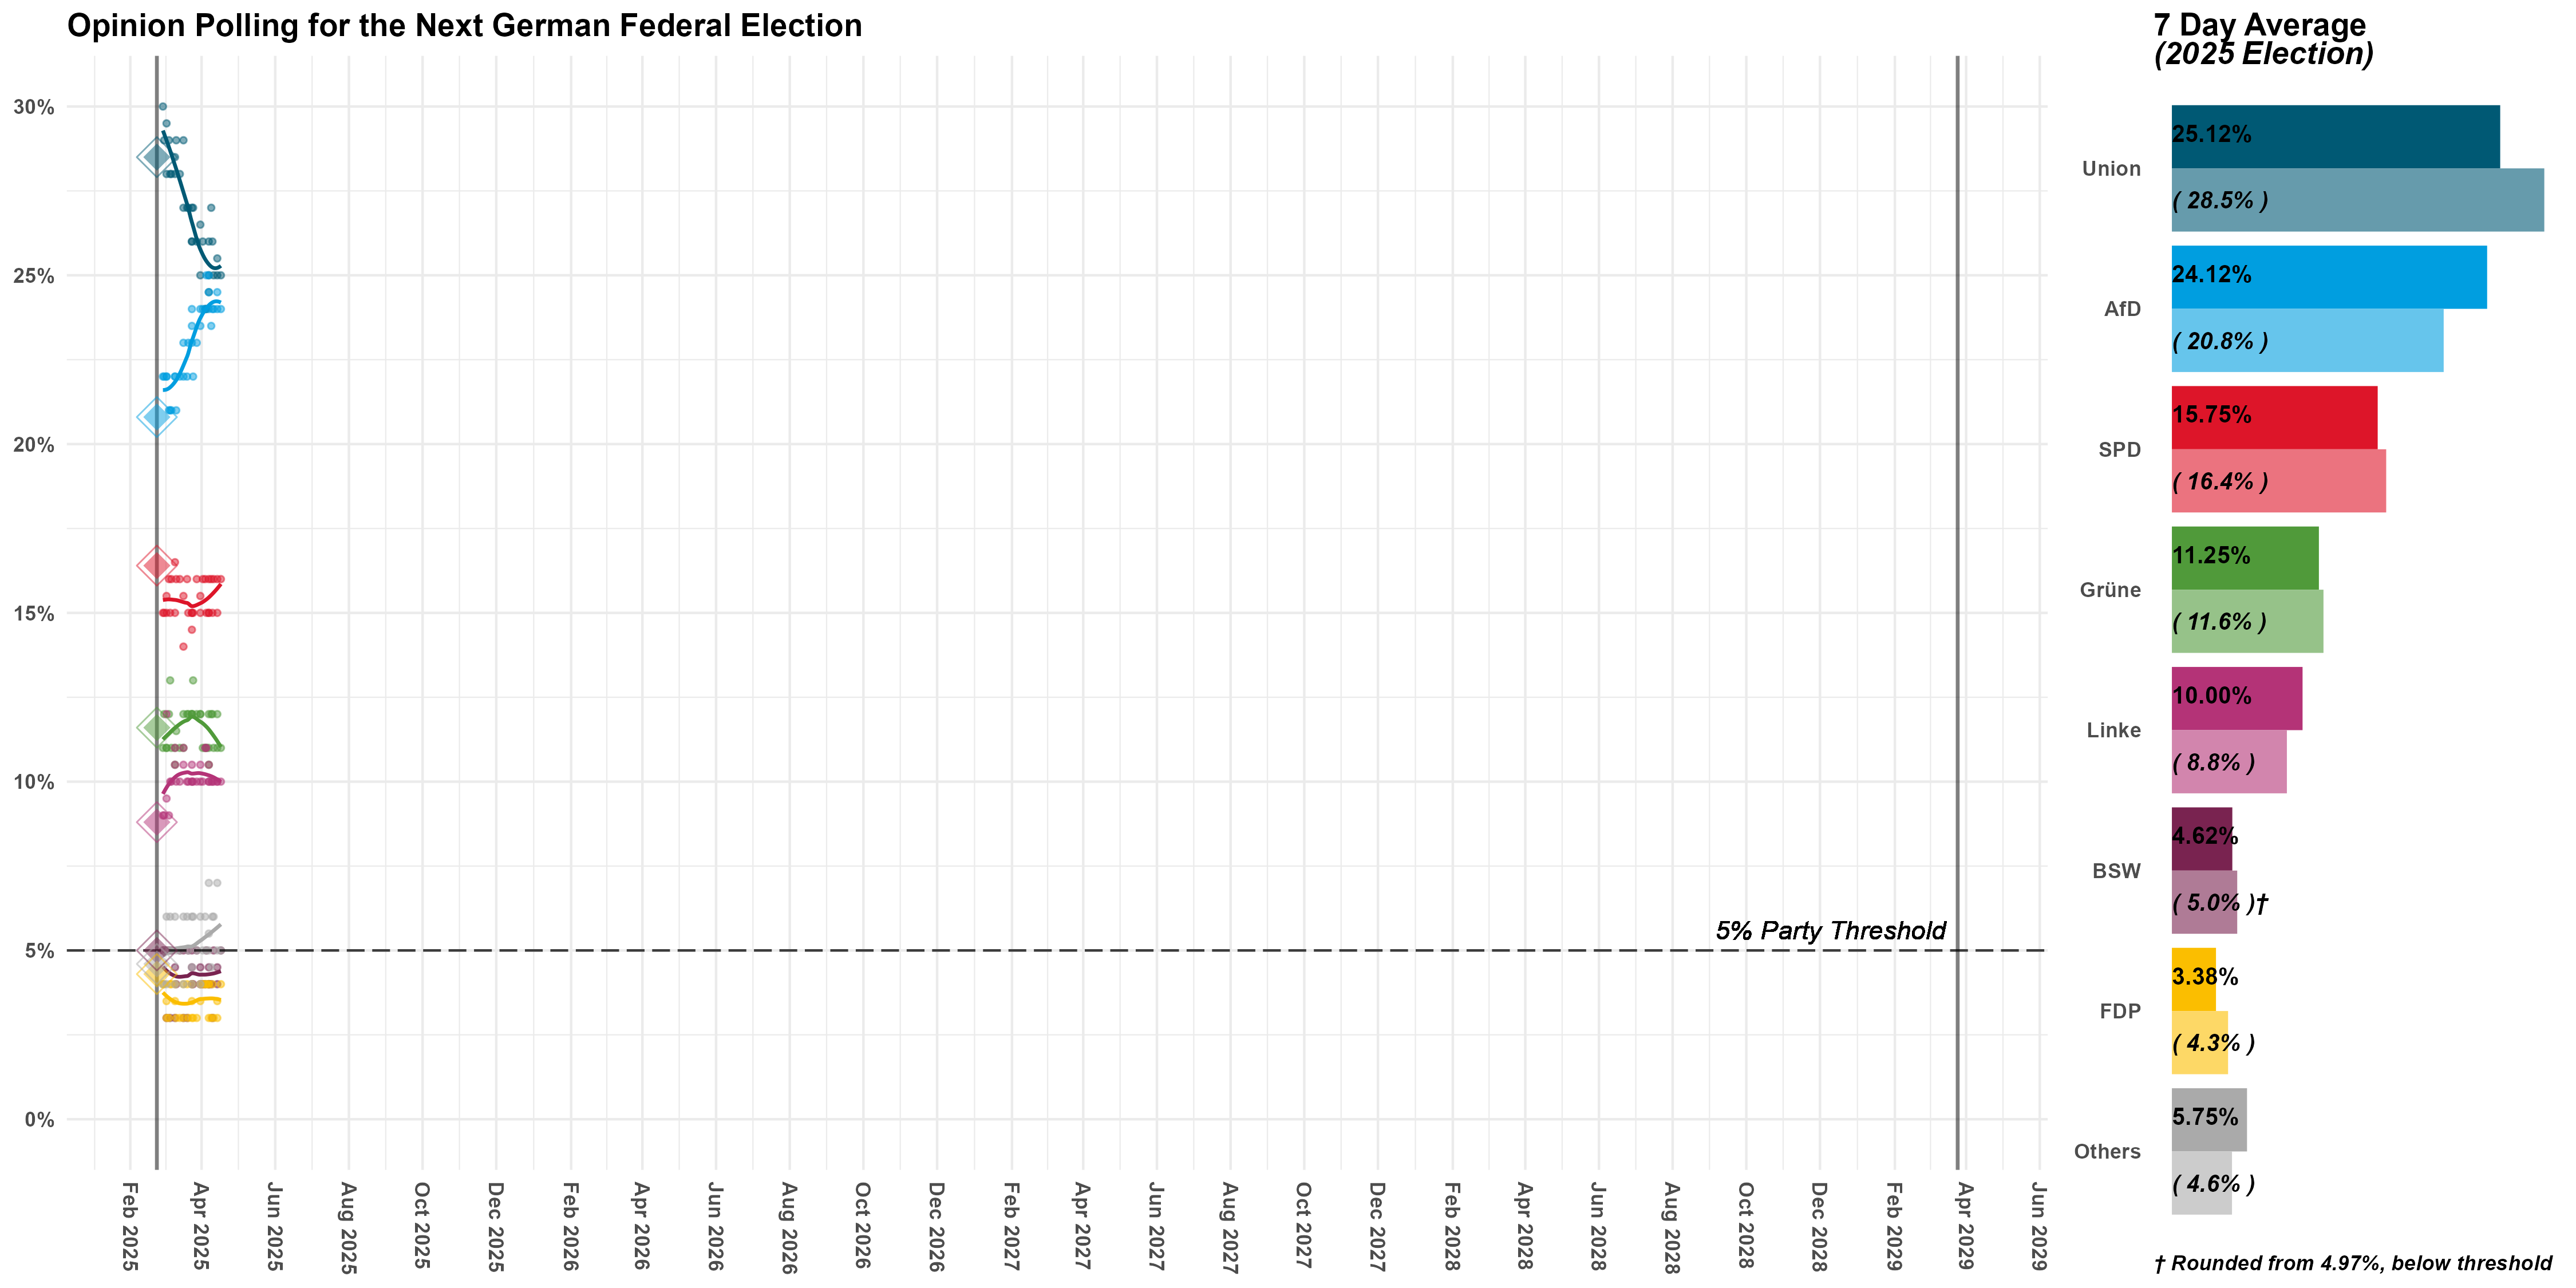 Opinion Polling for the Next German Federal Election
30%
25%
20%
15%
10%
5%
0%
5% Party Threshold
Feb 2025
Apr 2025
Jun 2025
Aug 2025
Oct 2025
Dec 2025
Feb 2026
Apr 2026
Jun 2026
Aug 2026
Oct 2026
Dec 2026
Feb 2027
Apr 2027
Jun 2027
Aug 2027
Oct 2027
Dec 2027
Feb 2028
Apr 2028
Jun 2028
Aug 2028
Oct 2028
Dec 2028
Feb 2029
Apr 2029
Jun 2029
7 Day Average
(2025 Election)
Union
25.12%
( 28.5% )
AfD
24.12%
( 20.8% )
SPD
15.75%
( 16.4% )
Grüne
11.25%
( 11.6% )
Linke
10.00%
( 8.8% )
BSW
4.62%
( 5.0% )†
FDP
3.38%
( 4.3% )
Others
5.75%
( 4.6% )
† Rounded from 4.97%, below threshold